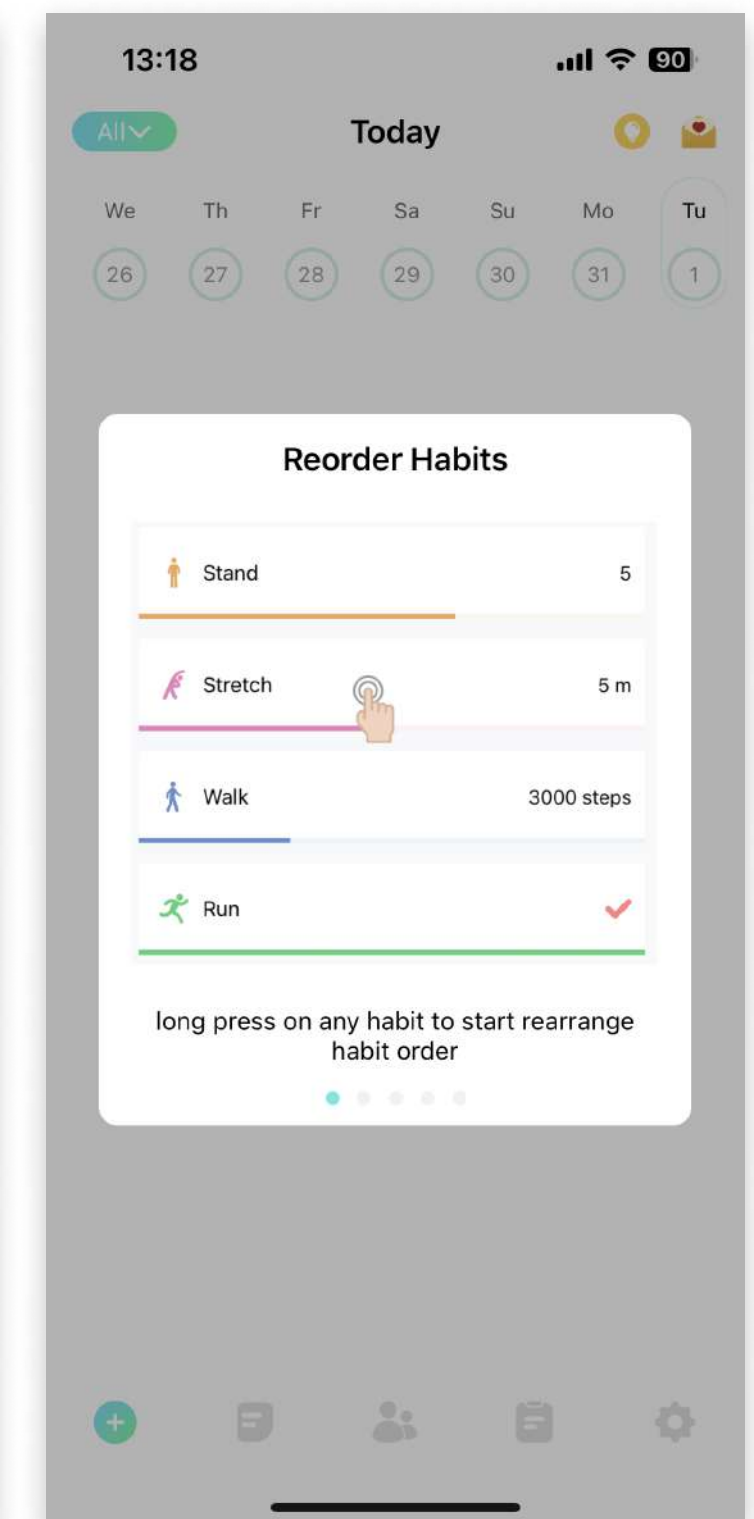 13:18
90
All
Today
We Th Fr Sa Su Mo Tu
26 27 28 29 30 31 1
Reorder Habits
Stand 5
Stretch 5 m
Walk 3000 steps
Run
long press on any habit to start rearrange
habit order